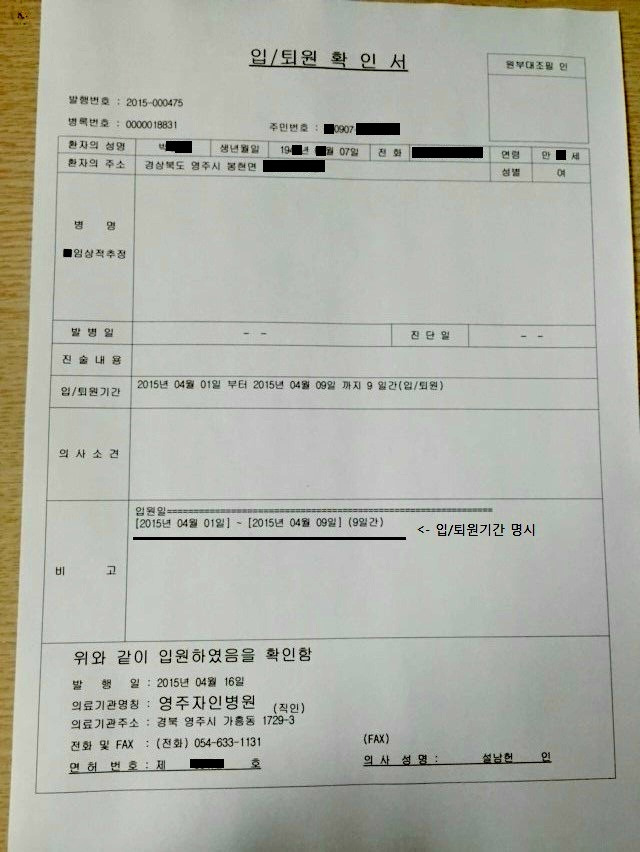 입/퇴원 확 인 서
원부대조필 인
발행번호 : 2015-000475
병록번호 : 0000018831
주민번호 : 0907-
환자의 성명 생년월일 19 년 월 07일 전 화 면령 만 세
환자의 주소 경상북도 영주시 봉현면 성별 여
병 명
■임상적추정
발 병 일 - - 진 단 일 - -
진 술 내 용
입/퇴원기간 2015년 04월 01일 부터 2015년 04월 09일 까지 9 일간(입/퇴원)
의 사 소 견
입원일==================================================
[2015년 04월 01일] ~ [2015년 04월 09일] (9일간) <- 입/퇴원기간 명시
비 고
위와 같이 입원하였음을 확인함
발 행 일 : 2015년 04월 16일
의료기관명칭 : 영주자인병원 (직인)
의료기관주소 : 경북 영주시 가흥동 1729-3
전화 및 FAX : (전화) 054-633-1131 (FAX)
면 허 번 호 : 제 호 의 사 성 명 : 설남헌 인